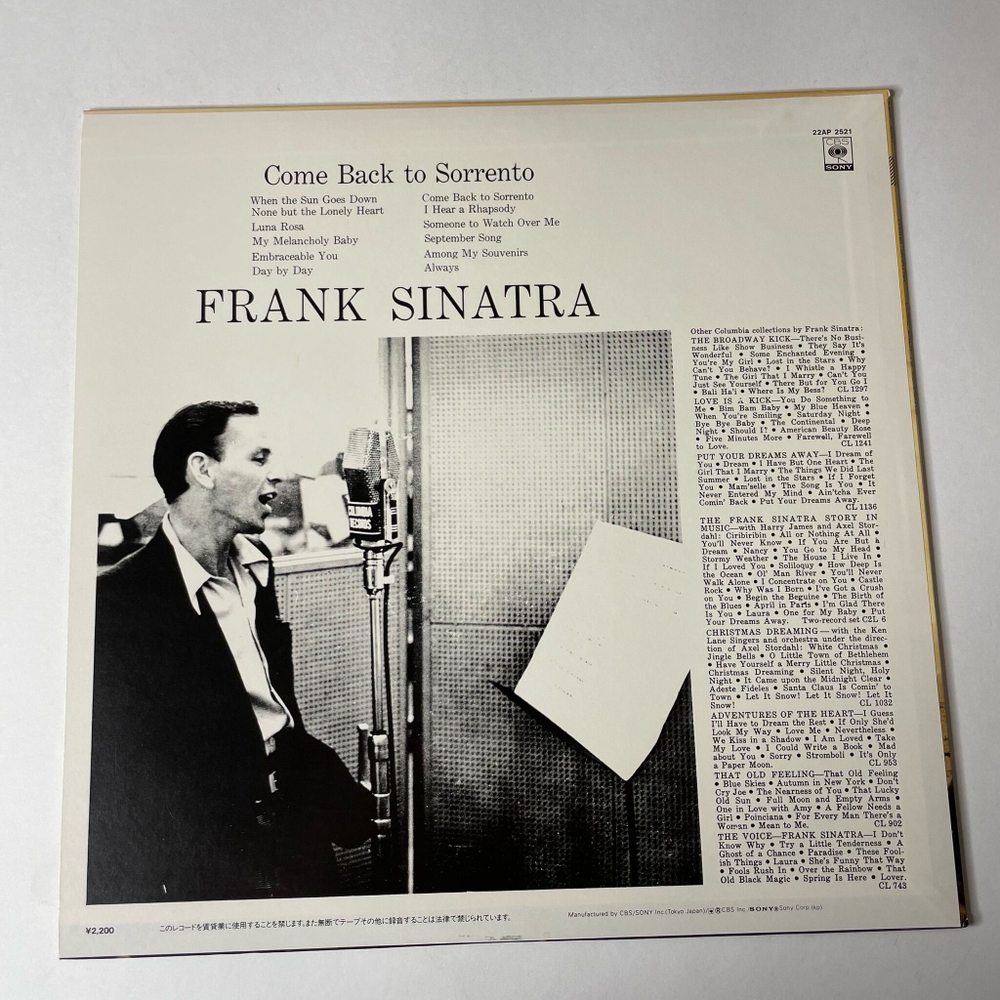 22AP 2521
CBS
SONY
Come Back to Sorrento
When the Sun Goes Down
None but the Lonely Heart
Luna Rosa
My Melancholy Baby
Embraceable You
Day by Day
Come Back to Sorrento
I Hear a Rhapsody
Someone to Watch Over Me
September Song
Among My Souvenirs
Always
FRANK SINATRA
COLUMBIA
RECORDS
Other Columbia collections by Frank Sinatra:
THE BROADWAY KICK—There's No Busi-
ness Like Show Business • They Say It's
Wonderful • Some Enchanted Evening •
You're My Girl • Lost in the Stars • Why
Can't You Behave? • I Whistle a Happy
Tune • The Girl That I Marry • Can't You
Just See Yourself • There But for You Go I
• Bali Ha'i • Where Is My Bess? CL 1297
LOVE IS A KICK—You Do Something to
Me • Bim Bam Baby • My Blue Heaven •
When You're Smiling • Saturday Night •
Bye Bye Baby • The Continental • Deep
Night • Should I? • American Beauty Rose
• Five Minutes More • Farewell, Farewell
to Love. CL 1241
PUT YOUR DREAMS AWAY—I Dream of
You • Dream • I Have But One Heart • The
Girl That I Marry • The Things We Did Last
Summer • Lost in the Stars • If I Forget
You • Mam'selle • The Song Is You • It
Never Entered My Mind • Ain'tcha Ever
Comin' Back • Put Your Dreams Away.
CL 1136
THE FRANK SINATRA STORY IN
MUSIC—with Harry James and Axel Stor-
dahl: Ciribiribin • All or Nothing At All •
You'll Never Know • If You Are But a
Dream • Nancy • You Go to My Head •
Stormy Weather • The House I Live In •
If I Loved You • Soliloquy • How Deep Is
the Ocean • Ol' Man River • You'll Never
Walk Alone • I Concentrate on You • Castle
Rock • Why Was I Born • I've Got a Crush
on You • Begin the Beguine • The Birth of
the Blues • April in Paris • I'm Glad There
Is You • Laura • One for My Baby • Put
Your Dreams Away. Two-record set C2L 6
CHRISTMAS DREAMING—with the Ken
Lane Singers and orchestra under the direc-
tion of Axel Stordahl: White Christmas •
Jingle Bells • O Little Town of Bethlehem
• Have Yourself a Merry Little Christmas •
Christmas Dreaming • Silent Night, Holy
Night • It Came upon the Midnight Clear •
Adeste Fideles • Santa Claus Is Comin' to
Town • Let It Snow! Let It Snow! Let It
Snow! CL 1032
ADVENTURES OF THE HEART—I Guess
I'll Have to Dream the Rest • If Only She'd
Look My Way • Love Me • Nevertheless •
We Kiss in a Shadow • I Am Loved • Take
My Love • I Could Write a Book • Mad
about You • Sorry • Stromboli • It's Only
a Paper Moon. CL 953
THAT OLD FEELING—That Old Feeling
• Blue Skies • Autumn in New York • Don't
Cry Joe • The Nearness of You • That Lucky
Old Sun • Full Moon and Empty Arms •
One in Love with Amy • A Fellow Needs a
Girl • Poinciana • For Every Man There's a
Woman • Mean to Me. CL 902
THE VOICE—FRANK SINATRA—I Don't
Know Why • Try a Little Tenderness • A
Ghost of a Chance • Paradise • These Fool-
ish Things • Laura • She's Funny That Way
• Fools Rush In • Over the Rainbow • That
Old Black Magic • Spring Is Here • Lover.
CL 743
Manufactured by CBS/SONY Inc.(Tokyo Japan)/ CBS Inc./SONY® Sony Corp.(kp)
¥2,200
このレコードを賃貸業に使用することを禁じます。また無断でテープその他に録音することは法律で禁じられています。